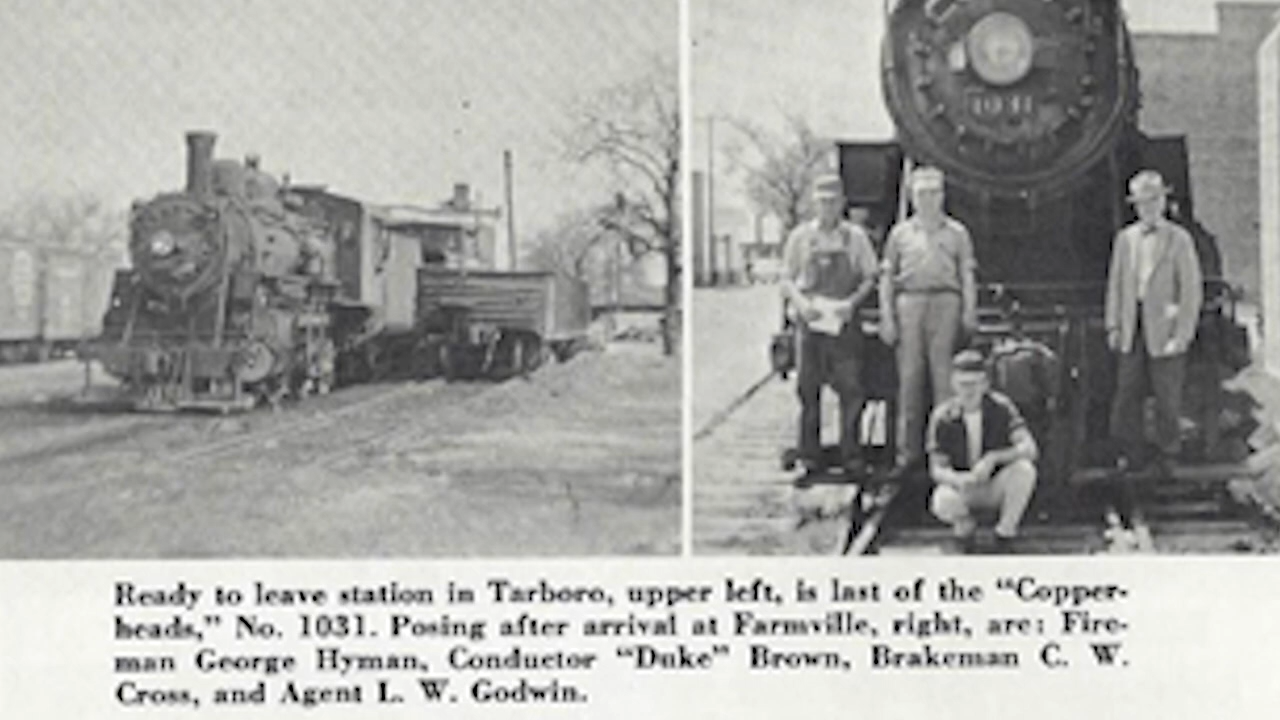 Ready to leave station in Tarboro, upper left, is last of the “Copper-
heads,” No. 1031. Posing after arrival at Farmville, right, are: Fire-
man George Hyman, Conductor “Duke” Brown, Brakeman C. W.
Cross, and Agent L. W. Godwin.